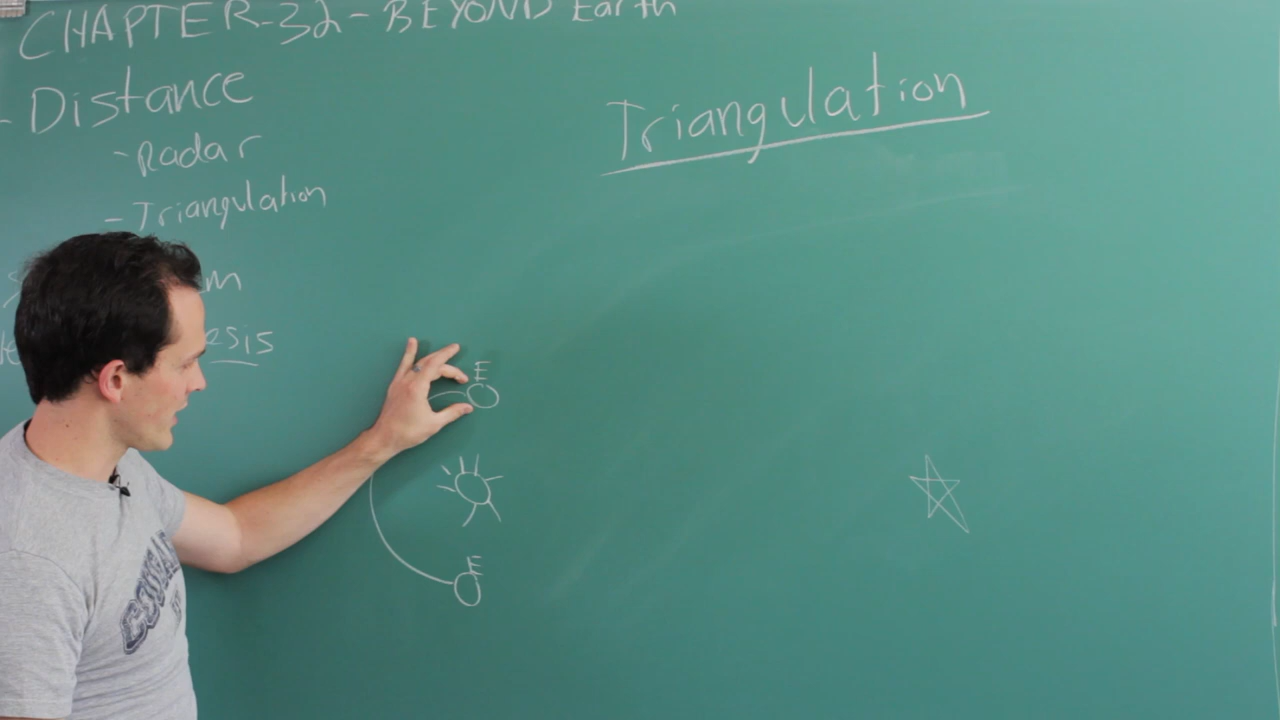 CHAPTER-32-BEYOND Earth
- Distance
- Radar
- Triangulation
Triangulation
E
E